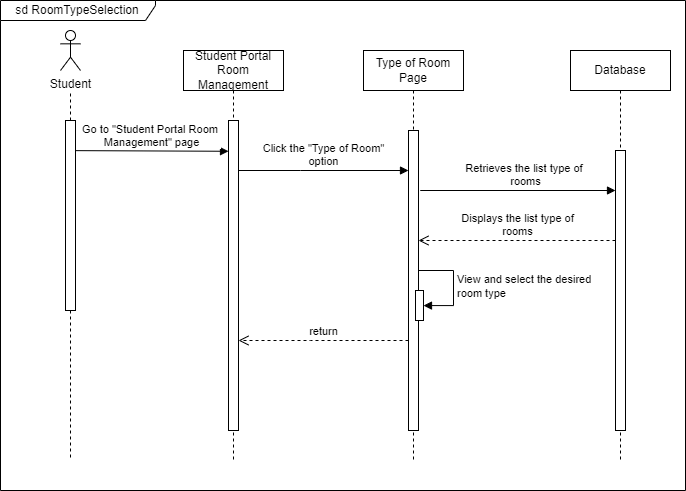 sd RoomTypeSelection
Student
Student Portal
Room
Management
Type of Room
Page
Database
Go to "Student Portal Room
Management" page
Click the "Type of Room"
option
Retrieves the list type of
rooms
Displays the list type of
rooms
View and select the desired
room type
return